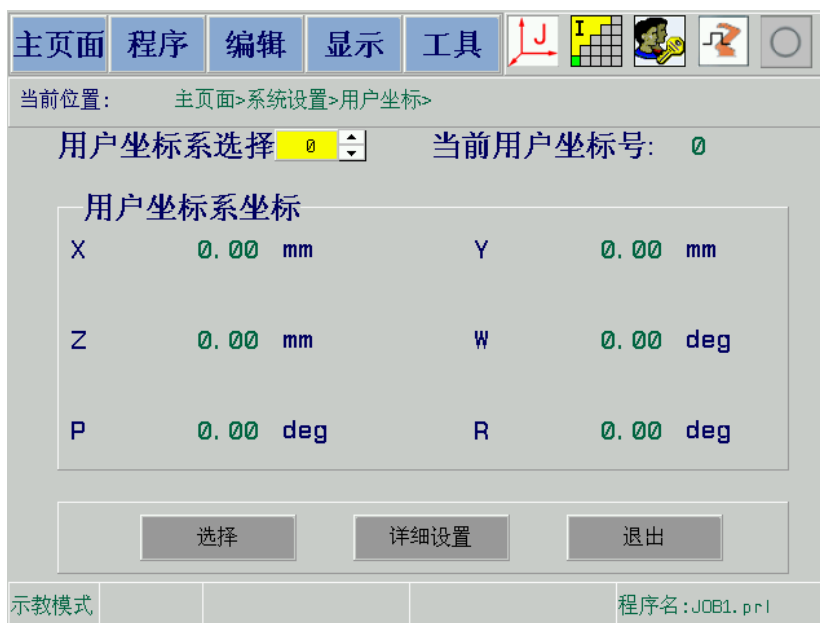 主页面 程序 编辑 显示 工具 J I
当前位置: 主页面>系统设置>用户坐标>
用户坐标系选择 0 当前用户坐标号: 0
用户坐标系坐标
X 0.00 mm Y 0.00 mm
Z 0.00 mm W 0.00 deg
P 0.00 deg R 0.00 deg
选择 详细设置 退出
示教模式 程序名:JOB1.prl